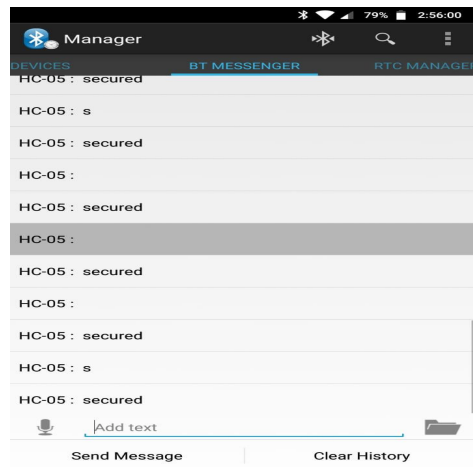 79% 2:56:00
Manager
DEVICES BT MESSENGER RTC MANAGER
HC-05 : secured
HC-05 : s
HC-05 : secured
HC-05 :
HC-05 : secured
HC-05 :
HC-05 : secured
HC-05 :
HC-05 : secured
HC-05 : s
HC-05 : secured
Add text
Send Message Clear History